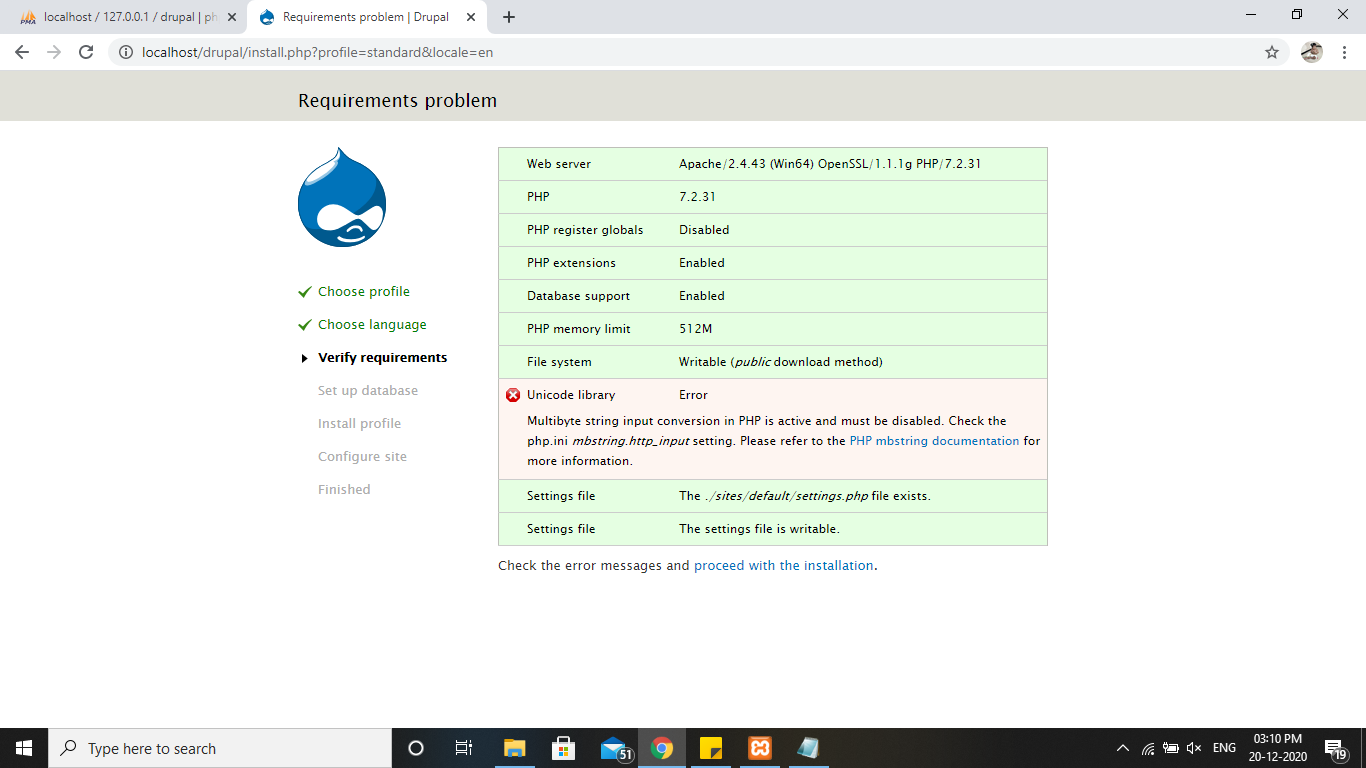 localhost / 127.0.0.1 / drupal | ph
Requirements problem | Drupal
localhost/drupal/install.php?profile=standard&locale=en
Requirements problem
Web server Apache/2.4.43 (Win64) OpenSSL/1.1.1g PHP/7.2.31
PHP 7.2.31
PHP register globals Disabled
PHP extensions Enabled
Database support Enabled
PHP memory limit 512M
File system Writable (public download method)
Unicode library Error
Multibyte string input conversion in PHP is active and must be disabled. Check the
php.ini mbstring.http_input setting. Please refer to the PHP mbstring documentation for
more information.
Settings file The ./sites/default/settings.php file exists.
Settings file The settings file is writable.
Check the error messages and proceed with the installation.
Choose profile
Choose language
Verify requirements
Set up database
Install profile
Configure site
Finished
Type here to search
51
ENG
03:10 PM
20-12-2020
19
PMA